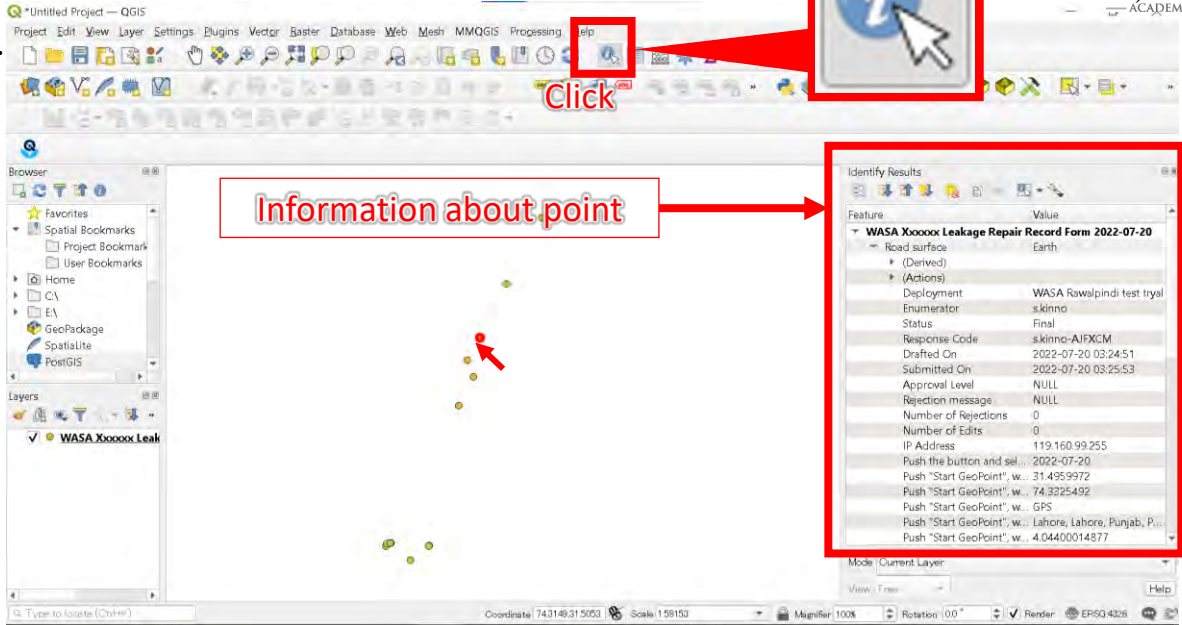 *Untitled Project — QGIS
ACADEM
Project Edit View Layer Settings Plugins Vector Raster Database Web Mesh MMQGIS Processing Help
Click
Browser
Favorites
Spatial Bookmarks
Project Bookmark
User Bookmarks
Home
C:\
E:\
GeoPackage
SpatiaLite
PostGIS
Layers
WASA Xxxxxx Leak
Information about point
Identify Results
Feature Value
WASA Xxxxxx Leakage Repair Record Form 2022-07-20
Road surface Earth
(Derived)
(Actions)
Deployment WASA Rawalpindi test tryal
Enumerator s.kinno
Status Final
Response Code s.kinno-AJFXCM
Drafted On 2022-07-20 03:24:51
Submitted On 2022-07-20 03:25:53
Approval Level NULL
Rejection message NULL
Number of Rejections 0
Number of Edits 0
IP Address 119.160.99.255
Push the button and sel... 2022-07-20
Push "Start GeoPoint", w... 31.4959972
Push "Start GeoPoint", w... 74.3325492
Push "Start GeoPoint", w... GPS
Push "Start GeoPoint", w... Lahore, Lahore, Punjab, P...
Push "Start GeoPoint", w... 4.04400014877
Mode Current Layer
View Tree Help
Type to locate (Ctrl+K) Coordinate 74.3149,31.5053 Scale 1:58153 Magnifier 100% Rotation 0.0 ° Render EPSG:4326